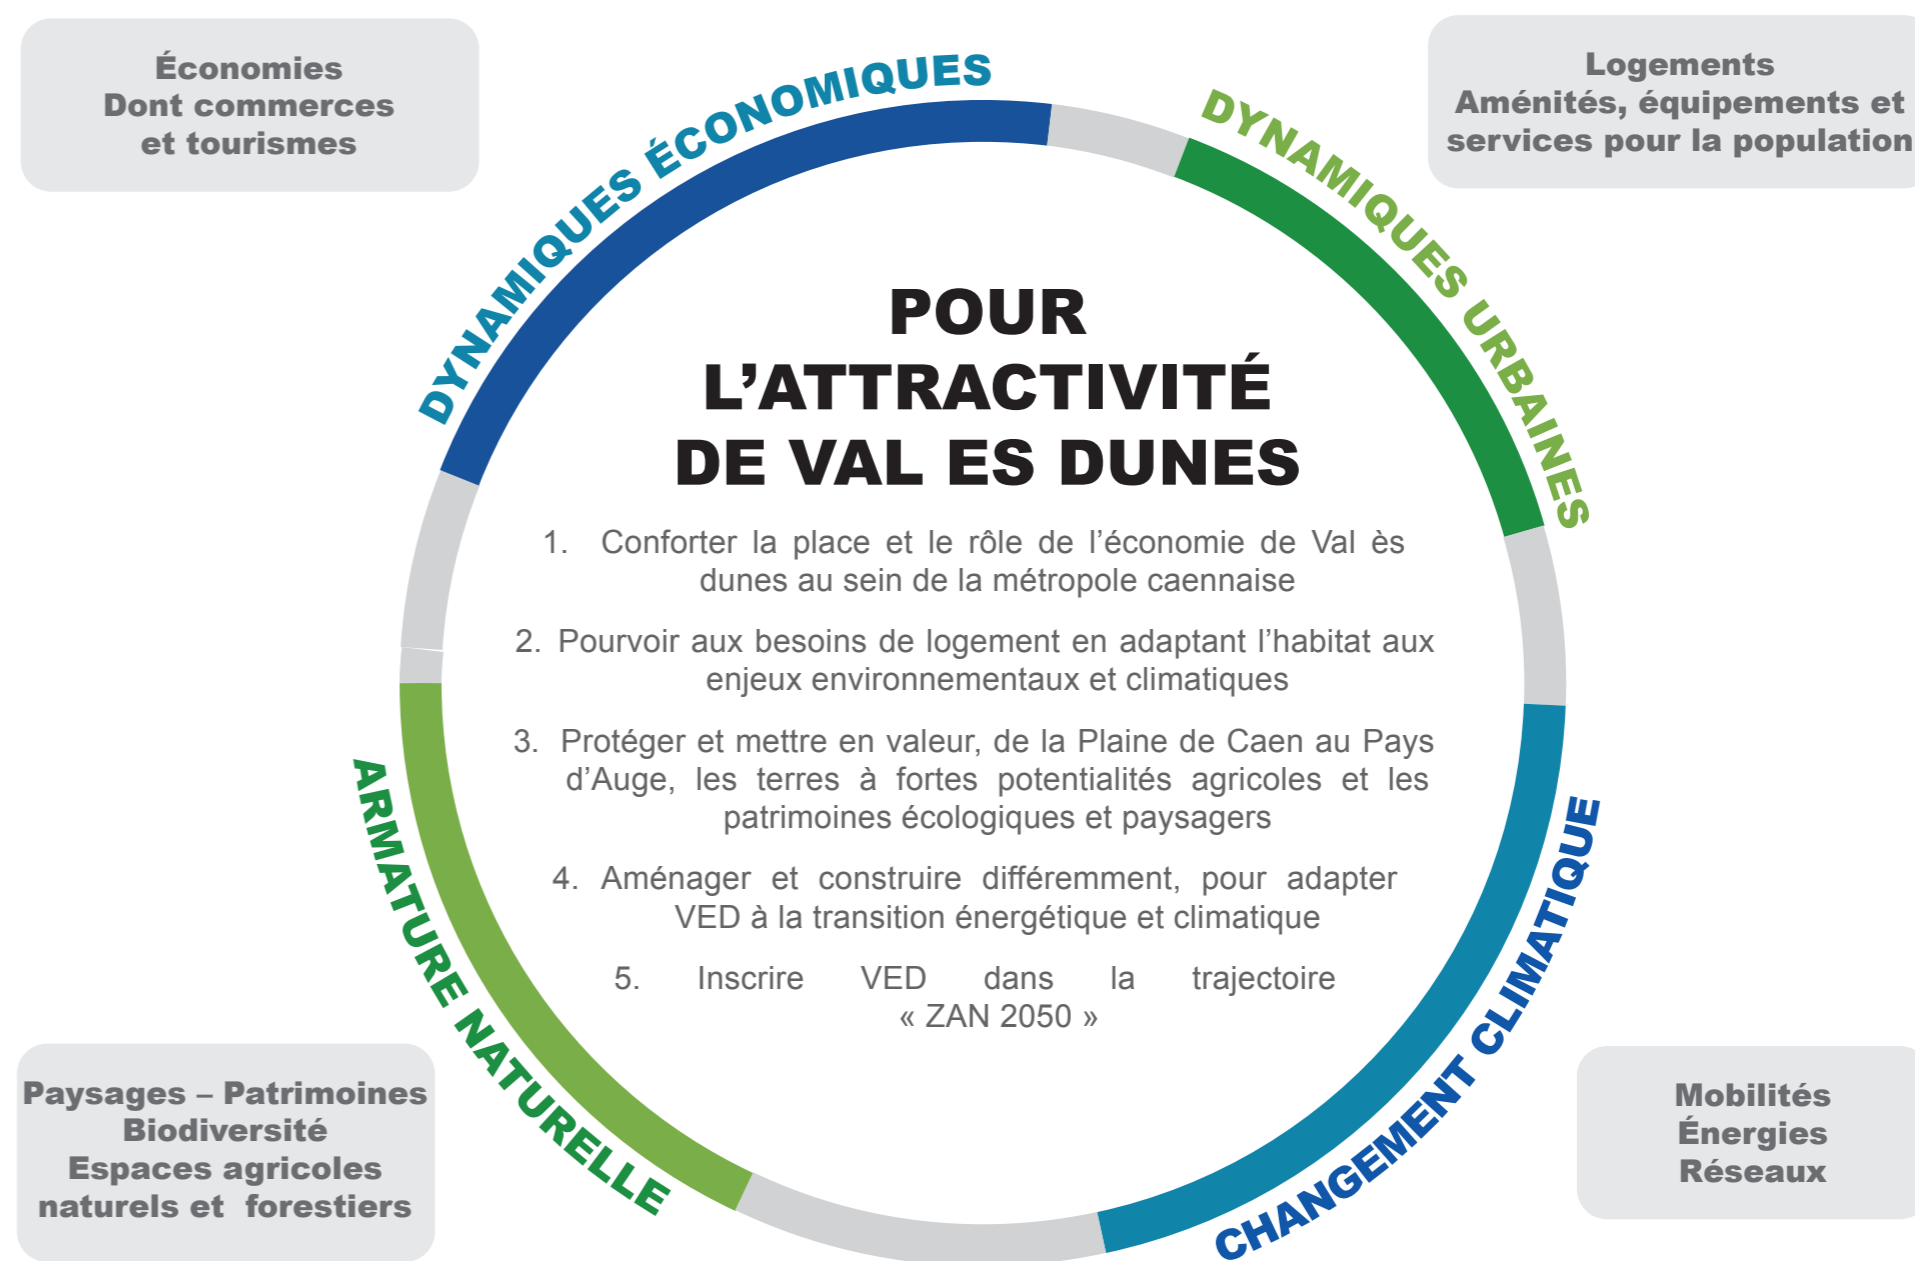 Économies
Dont commerces
et tourismes
Logements
Aménités, équipements et
services pour la population
DYNAMIQUES ÉCONOMIQUES
DYNAMIQUES URBAINES
POUR
L’ATTRACTIVITÉ
DE VAL ES DUNES
1. Conforter la place et le rôle de l’économie de Val ès
dunes au sein de la métropole caennaise
2. Pourvoir aux besoins de logement en adaptant l’habitat aux
enjeux environnementaux et climatiques
3. Protéger et mettre en valeur, de la Plaine de Caen au Pays
d’Auge, les terres à fortes potentialités agricoles et les
patrimoines écologiques et paysagers
4. Aménager et construire différemment, pour adapter
VED à la transition énergétique et climatique
5. Inscrire VED dans la trajectoire
« ZAN 2050 »
ARMATURE NATURELLE
CHANGEMENT CLIMATIQUE
Paysages – Patrimoines
Biodiversité
Espaces agricoles
naturels et forestiers
Mobilités
Énergies
Réseaux